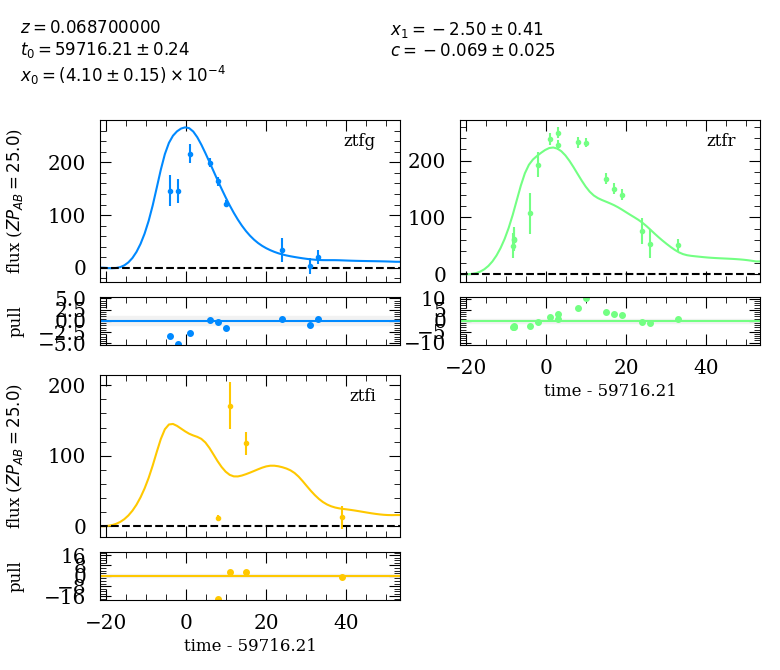 z = 0.068700000
t₀ = 59716.21 ± 0.24
x₀ = (4.10 ± 0.15) × 10⁻⁴
x₁ = −2.50 ± 0.41
c = −0.069 ± 0.025
ztfg
flux (ZP_AB = 25.0)
200
100
0
ztfr
200
100
0
pull
5.0
2.5
0.0
−2.5
−5.0
10
5
0
−5
−10
−20 0 20 40
time - 59716.21
ztfi
flux (ZP_AB = 25.0)
200
100
0
pull
16
8
0
−8
−16
−20 0 20 40
time - 59716.21